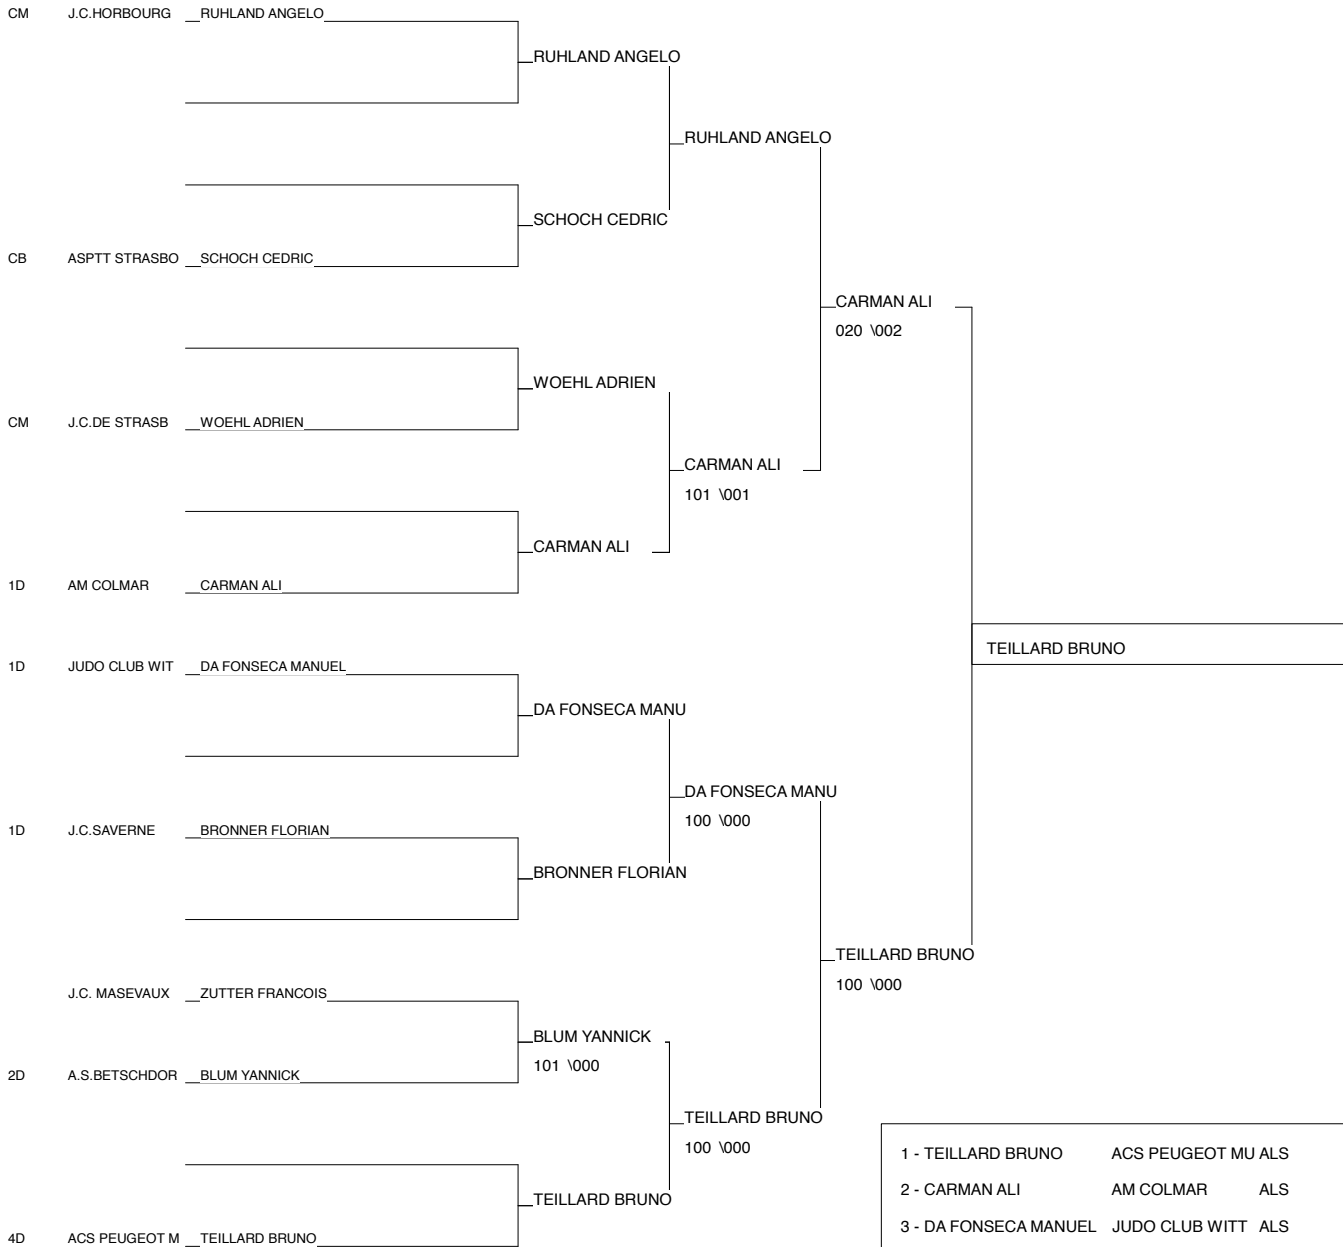 CM J.C.HORBOURG RUHLAND ANGELO
RUHLAND ANGELO
RUHLAND ANGELO
SCHOCH CEDRIC
CB ASPTT STRASBO SCHOCH CEDRIC
CARMAN ALI
020 \002
WOEHL ADRIEN
CM J.C.DE STRASB WOEHL ADRIEN
CARMAN ALI
101 \001
CARMAN ALI
1D AM COLMAR CARMAN ALI
TEILLARD BRUNO
1D JUDO CLUB WIT DA FONSECA MANUEL
DA FONSECA MANU
DA FONSECA MANU
100 \000
1D J.C.SAVERNE BRONNER FLORIAN
BRONNER FLORIAN
TEILLARD BRUNO
100 \000
J.C. MASEVAUX ZUTTER FRANCOIS
BLUM YANNICK
101 \000
2D A.S.BETSCHDOR BLUM YANNICK
TEILLARD BRUNO
100 \000
1 - TEILLARD BRUNO ACS PEUGEOT MU ALS
2 - CARMAN ALI AM COLMAR ALS
TEILLARD BRUNO
3 - DA FONSECA MANUEL JUDO CLUB WITT ALS
4D ACS PEUGEOT M TEILLARD BRUNO